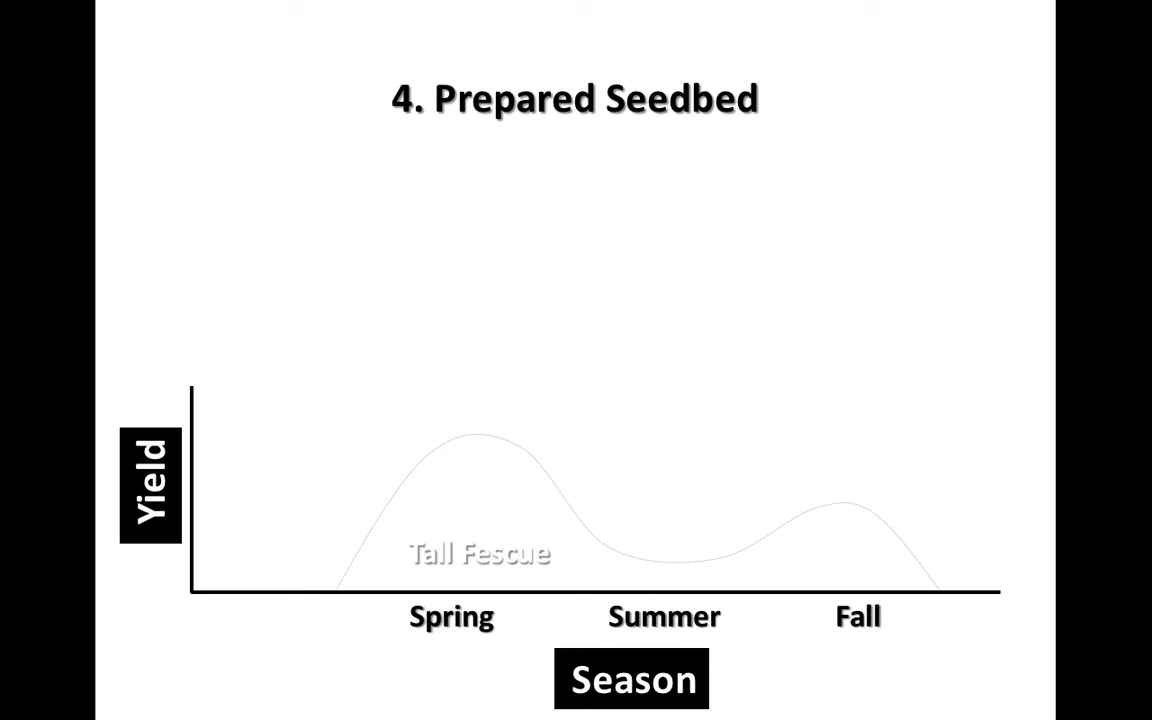 4. Prepared Seedbed
Yield
Tall Fescue
Spring Summer Fall
Season